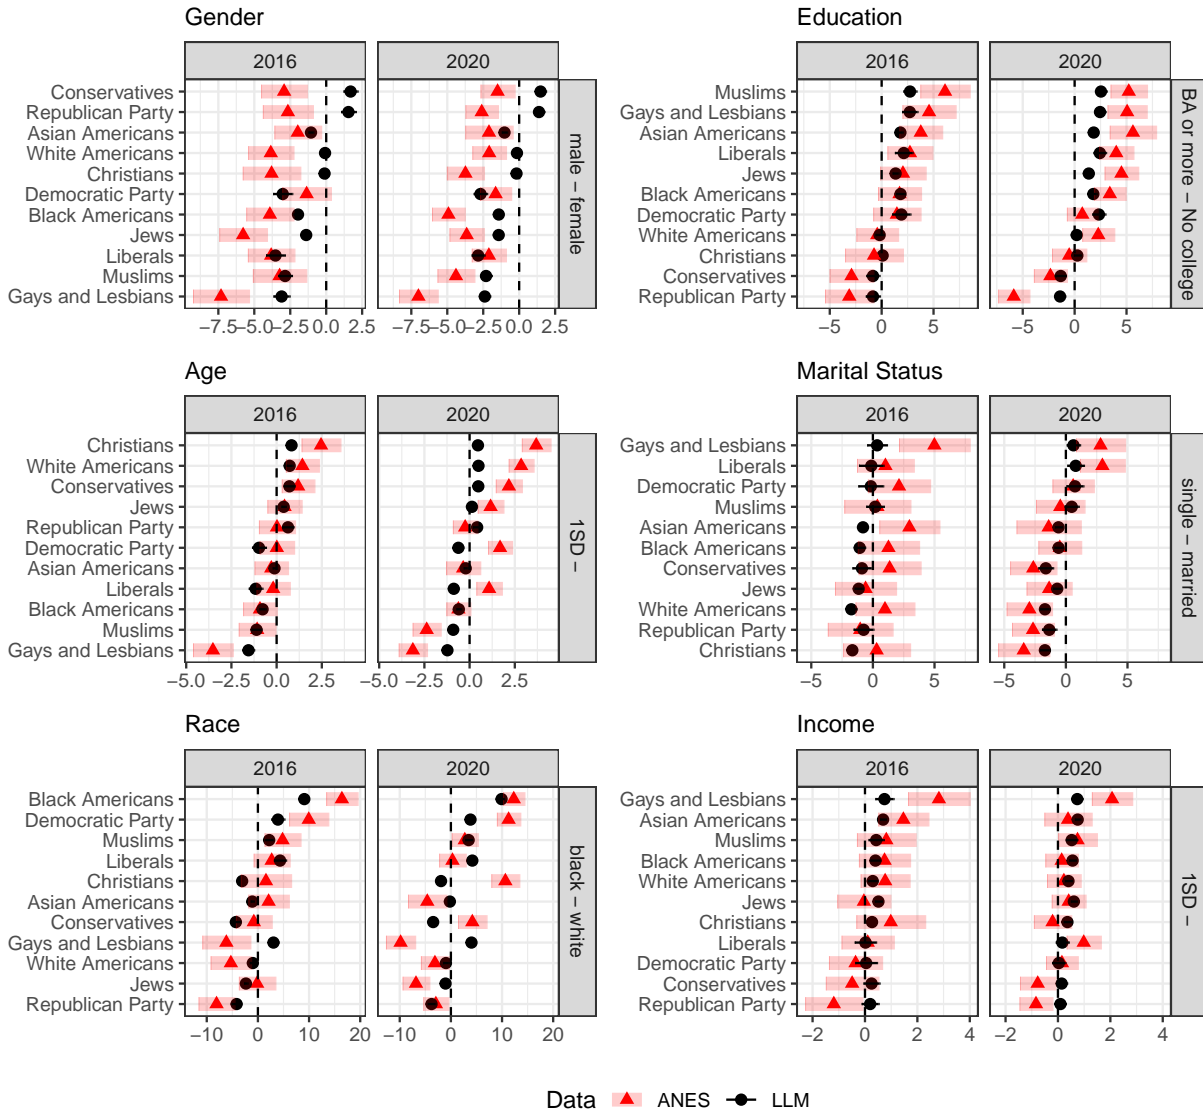 Gender
2016
2020
Conservatives
Republican Party
Asian Americans
White Americans
Christians
Democratic Party
Black Americans
Jews
Liberals
Muslims
Gays and Lesbians
male − female
−7.5 −5.0 −2.5 0.0 2.5
−7.5 −5.0 −2.5 0.0 2.5
Education
2016
2020
Muslims
Gays and Lesbians
Asian Americans
Liberals
Jews
Black Americans
Democratic Party
White Americans
Christians
Conservatives
Republican Party
BA or more − No college
−5 0 5
−5 0 5
Age
2016
2020
Christians
White Americans
Conservatives
Jews
Republican Party
Democratic Party
Asian Americans
Liberals
Black Americans
Muslims
Gays and Lesbians
1SD −
−5.0 −2.5 0.0 2.5
−5.0 −2.5 0.0 2.5
Marital Status
2016
2020
Gays and Lesbians
Liberals
Democratic Party
Muslims
Asian Americans
Black Americans
Conservatives
Jews
White Americans
Republican Party
Christians
single − married
−5 0 5
−5 0 5
Race
2016
2020
Black Americans
Democratic Party
Muslims
Liberals
Christians
Asian Americans
Conservatives
Gays and Lesbians
White Americans
Jews
Republican Party
black − white
−10 0 10 20
−10 0 10 20
Income
2016
2020
Gays and Lesbians
Asian Americans
Muslims
Black Americans
White Americans
Jews
Christians
Liberals
Democratic Party
Conservatives
Republican Party
1SD −
−2 0 2 4
−2 0 2 4
Data ANES LLM